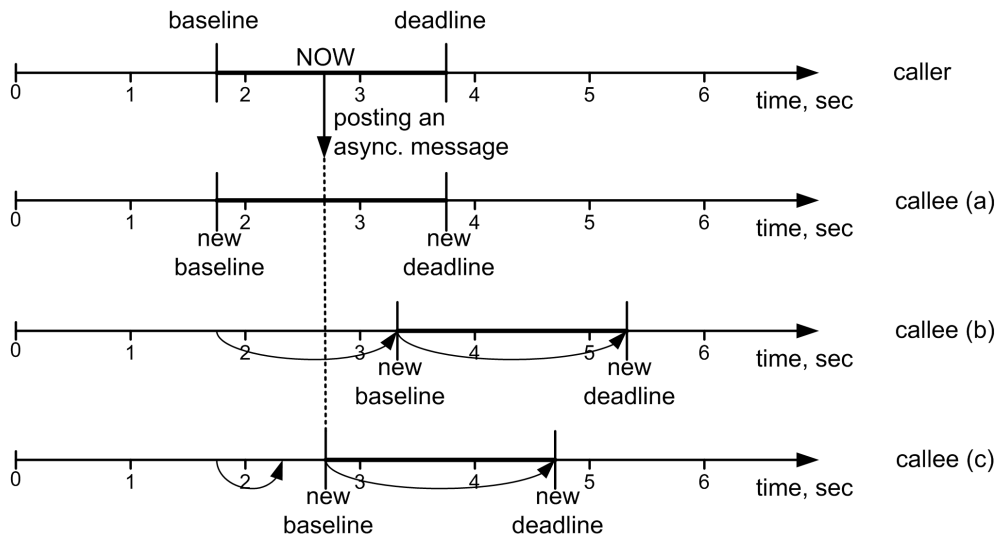 baseline deadline
NOW
0 1 2 3 4 5 6 time, sec caller
posting an
async. message
0 1 2 3 4 5 6 time, sec callee (a)
new new
baseline deadline
0 1 2 3 4 5 6 time, sec callee (b)
new new
baseline deadline
0 1 2 3 4 5 6 time, sec callee (c)
new new
baseline deadline